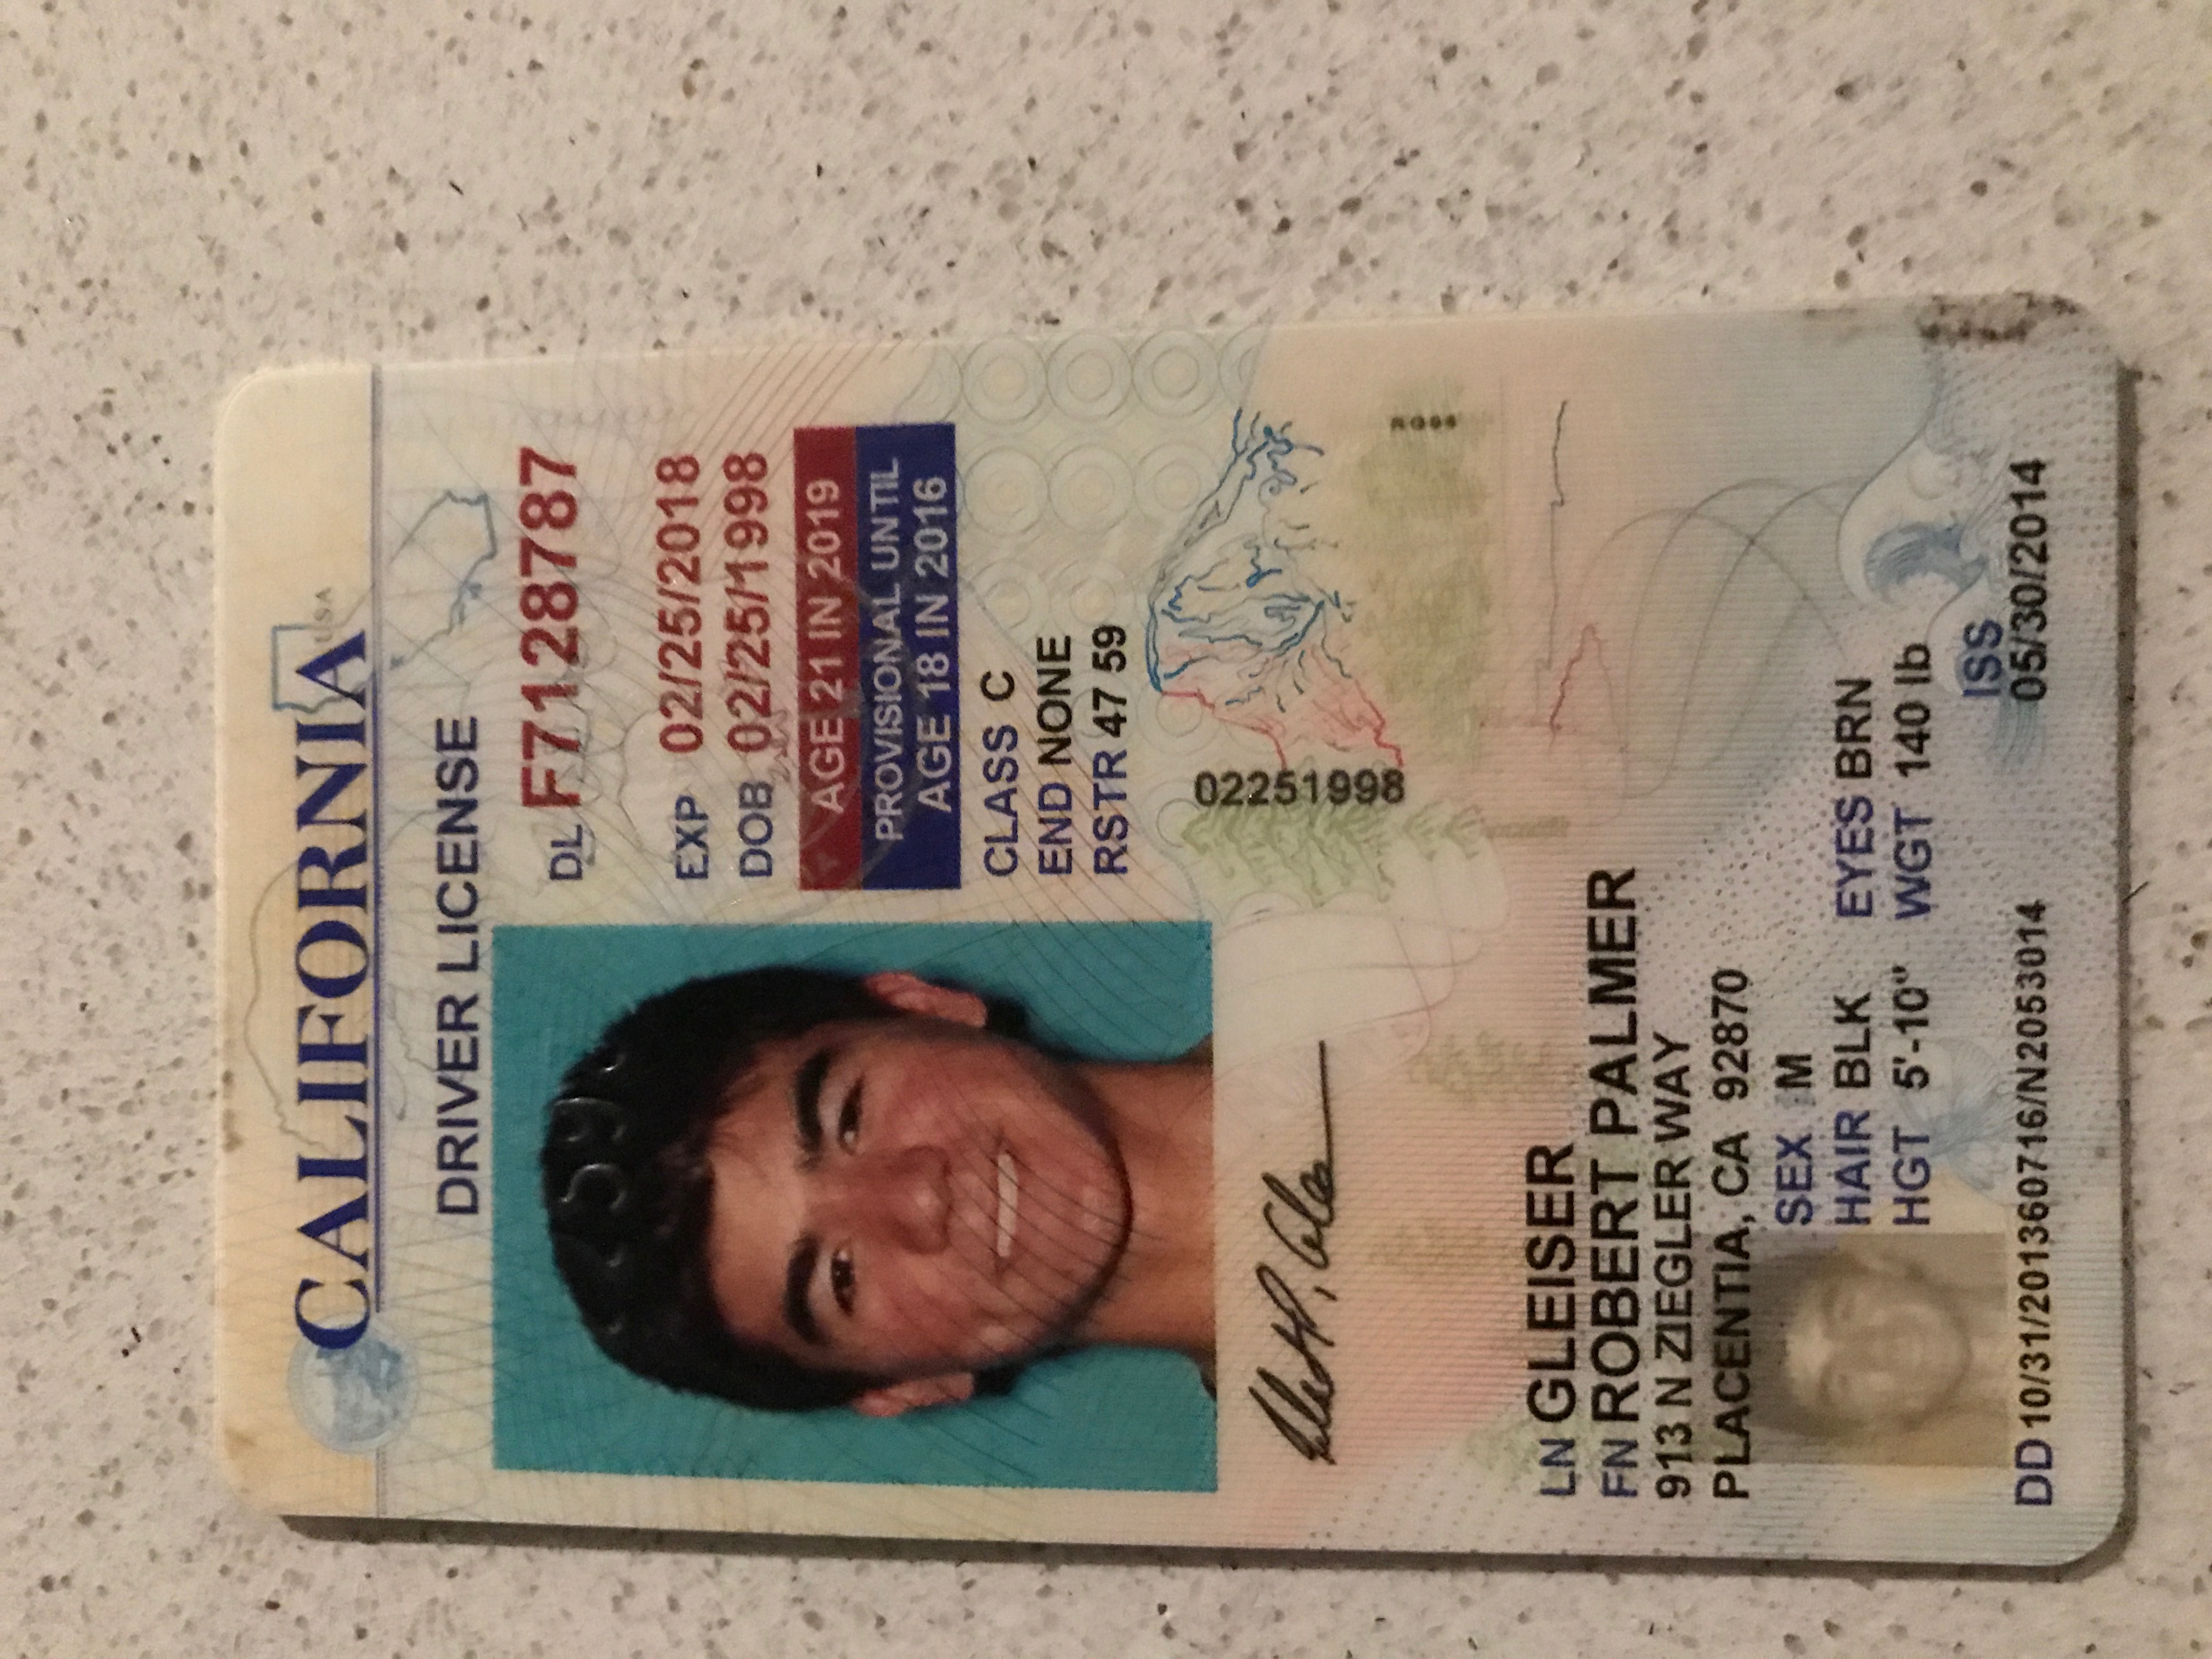 CALIFORNIA USA
DRIVER LICENSE
DL F7128787
EXP 02/25/2018
DOB 02/25/1998
AGE 21 IN 2019
PROVISIONAL UNTIL
AGE 18 IN 2016
CLASS C
END NONE
RSTR 47 59
02251998
LN GLEISER
FN ROBERT PALMER
913 N ZIEGLER WAY
PLACENTIA, CA 92870
SEX M
HAIR BLK EYES BRN
HGT 5'-10" WGT 140 lb
ISS
DD 10/31/201360716/N2053014 05/30/2014